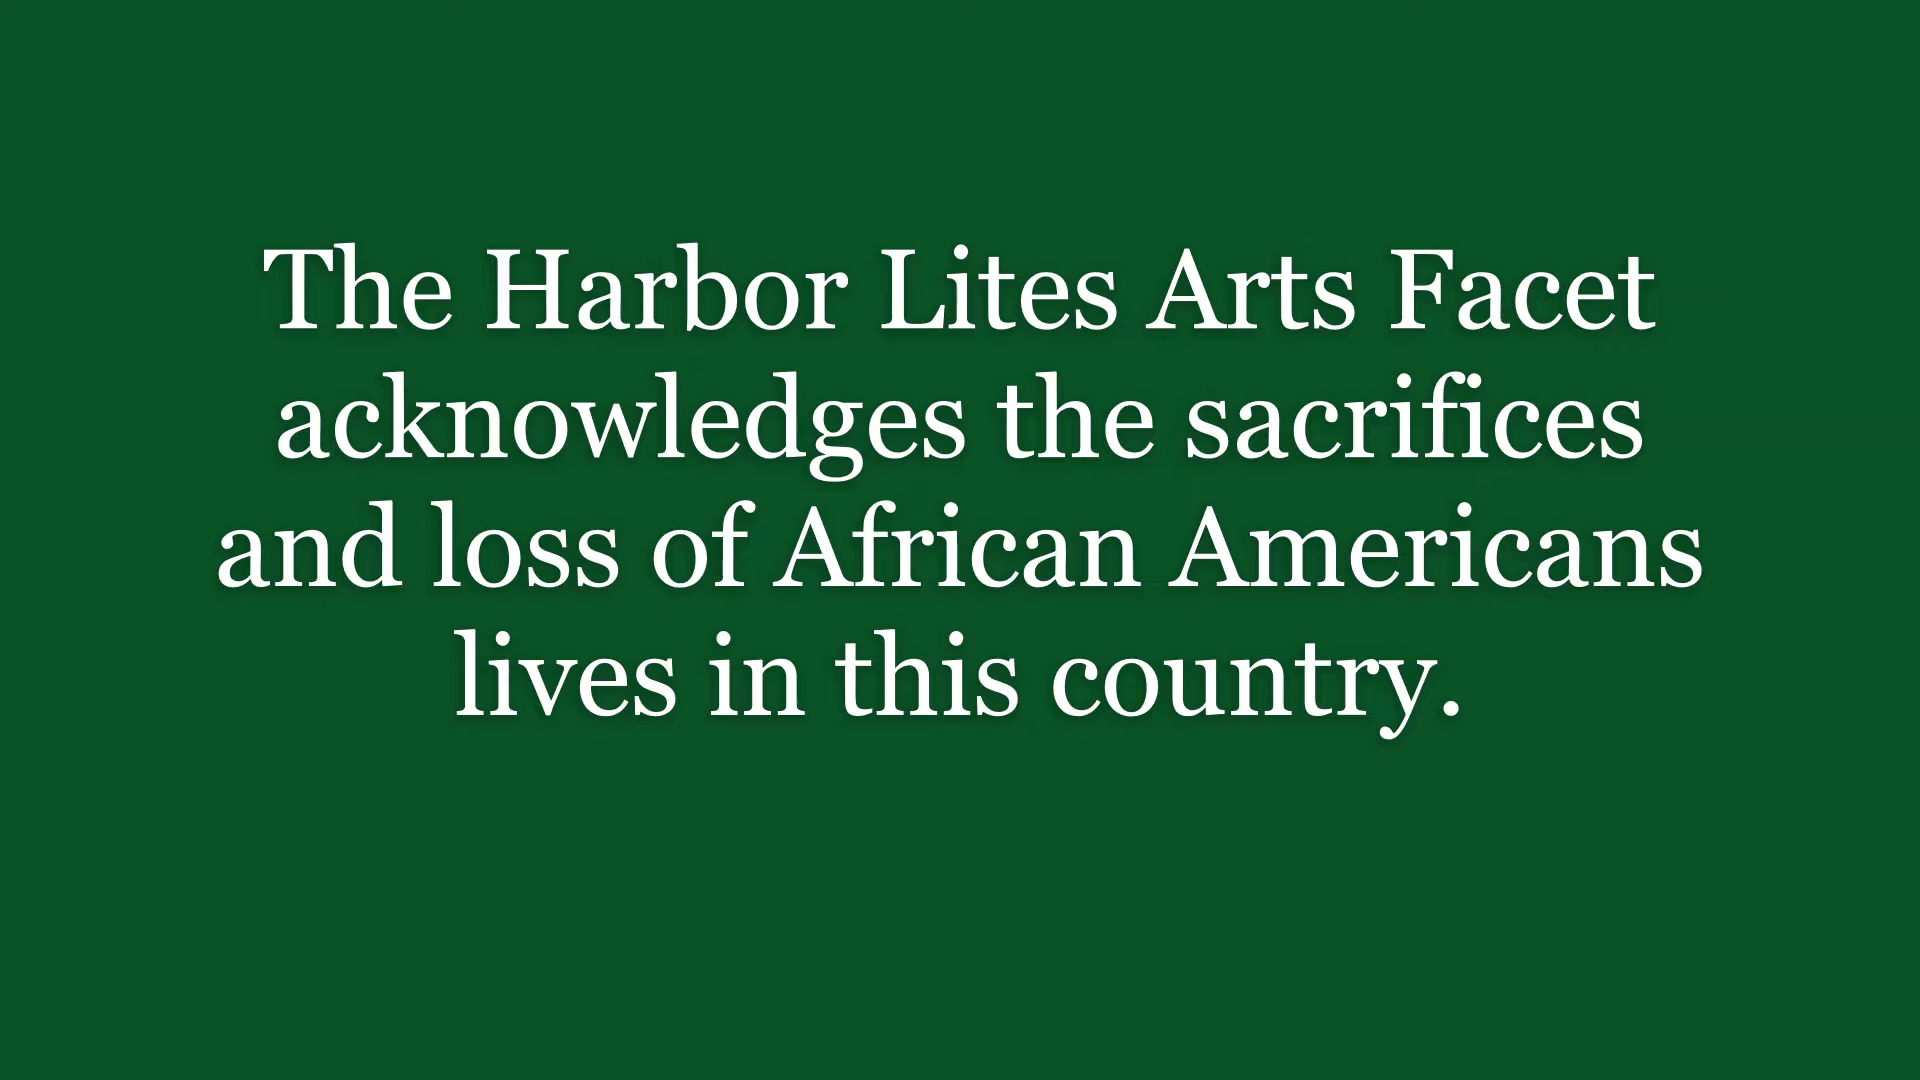 The Harbor Lites Arts Facet
acknowledges the sacrifices
and loss of African Americans
lives in this country.